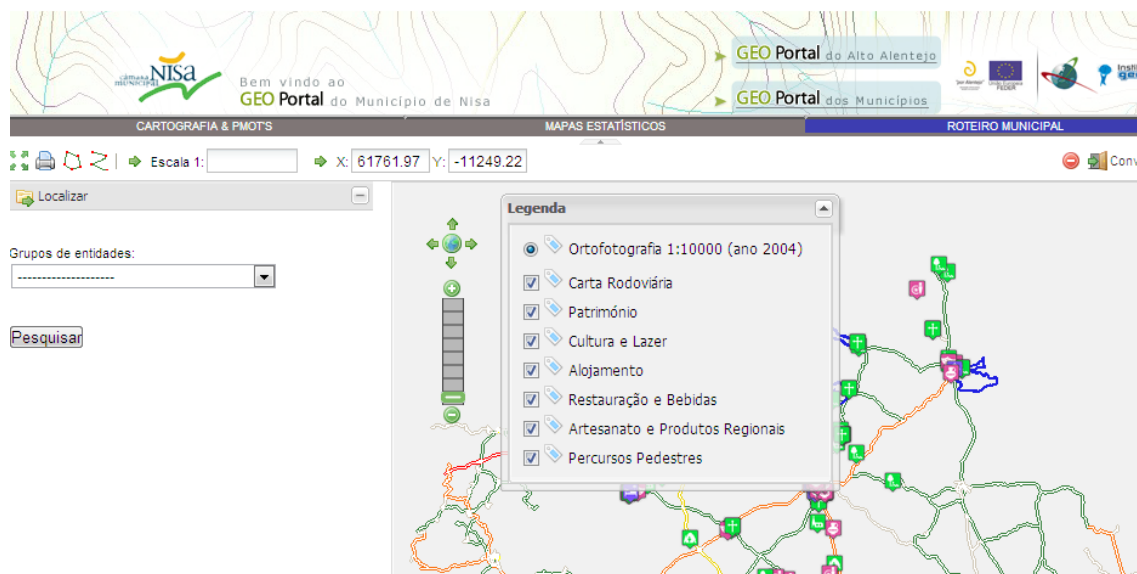 GEO Portal do Alto Alentejo
câmara municipal NISA
Bem vindo ao
GEO Portal do Município de Nisa
GEO Portal dos Municípios
FEDER
CARTOGRAFIA & PMOT'S
MAPAS ESTATÍSTICOS
ROTEIRO MUNICIPAL
Escala 1:
X: 61761.97 Y: -11249.22
Conv
Localizar
Grupos de entidades:
--------------------
Pesquisar
Legenda
Ortofotografia 1:10000 (ano 2004)
Carta Rodoviária
Património
Cultura e Lazer
Alojamento
Restauração e Bebidas
Artesanato e Produtos Regionais
Percursos Pedestres